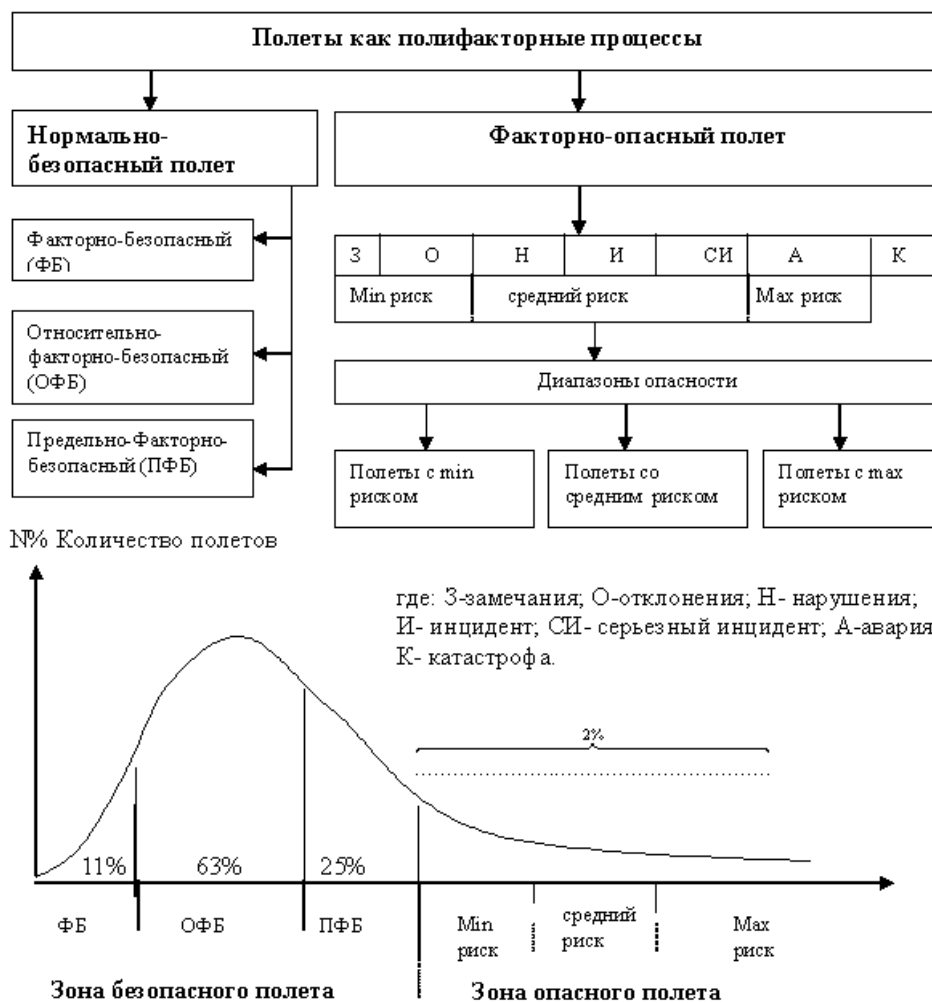 Полеты как полифакторные процессы
Нормально-
безопасный полет
Факторно-опасный полет
Факторно-безопасный
(ФБ)
Относительно-
факторно-безопасный
(ОФБ)
Предельно-Факторно-
безопасный (ПФБ)
З О Н И СИ А К
Min риск средний риск Max риск
Диапазоны опасности
Полеты с min
риском
Полеты со
средним риском
Полеты с max
риском
N% Количество полетов
где: З-замечания; О-отклонения; Н- нарушения;
И- инцидент; СИ- серьезный инцидент; А-авария
К- катастрофа.
2%
11% 63% 25%
ФБ ОФБ ПФБ
Min
риск
средний
риск
Max
риск
Зона безопасного полета Зона опасного полета